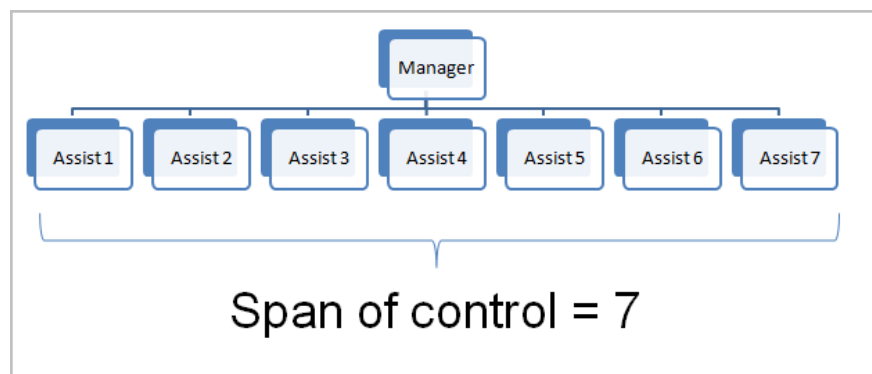 Manager
Assist 1 Assist 2 Assist 3 Assist 4 Assist 5 Assist 6 Assist 7
Span of control = 7